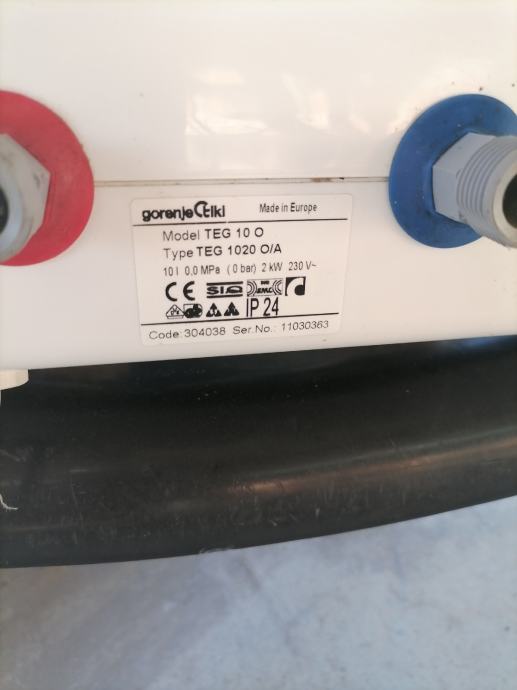 gorenje tiki Made in Europe
Model TEG 10 O
Type TEG 1020 O/A
10 l 0,0 MPa ( 0 bar) 2 kW 230 V~
CE SIQ EMC
IP 24
Code: 304038 Ser.No.: 11030363